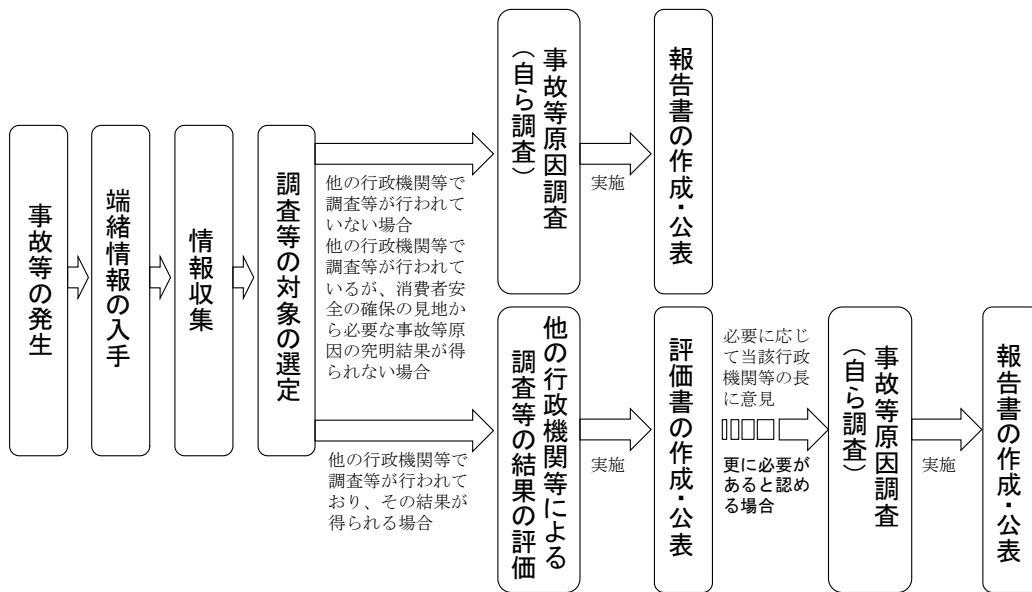 事故等の発生
端緒情報の入手
情報収集
調査等の対象の選定
他の行政機関等で
調査等が行われて
いない場合
他の行政機関等で
調査等が行われて
いるが、消費者安
全の確保の見地か
ら必要な事故等原
因の究明結果が得
られない場合
事故等原因調査
（自ら調査）
実施
報告書の作成・公表
他の行政機関等で
調査等が行われて
おり、その結果が
得られる場合
他の行政機関等による
調査等の結果の評価
実施
評価書の作成・公表
必要に応じ
て当該行政
機関等の長
に意見
更に必要が
あると認め
る場合
事故等原因調査
（自ら調査）
実施
報告書の作成・公表